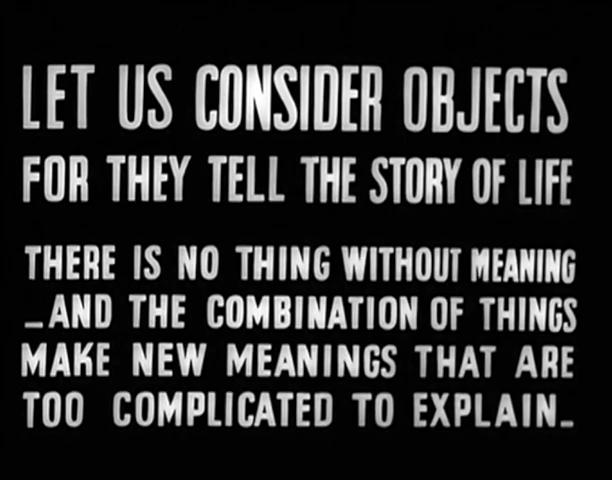 LET US CONSIDER OBJECTS
FOR THEY TELL THE STORY OF LIFE
THERE IS NO THING WITHOUT MEANING
_AND THE COMBINATION OF THINGS
MAKE NEW MEANINGS THAT ARE
TOO COMPLICATED TO EXPLAIN_